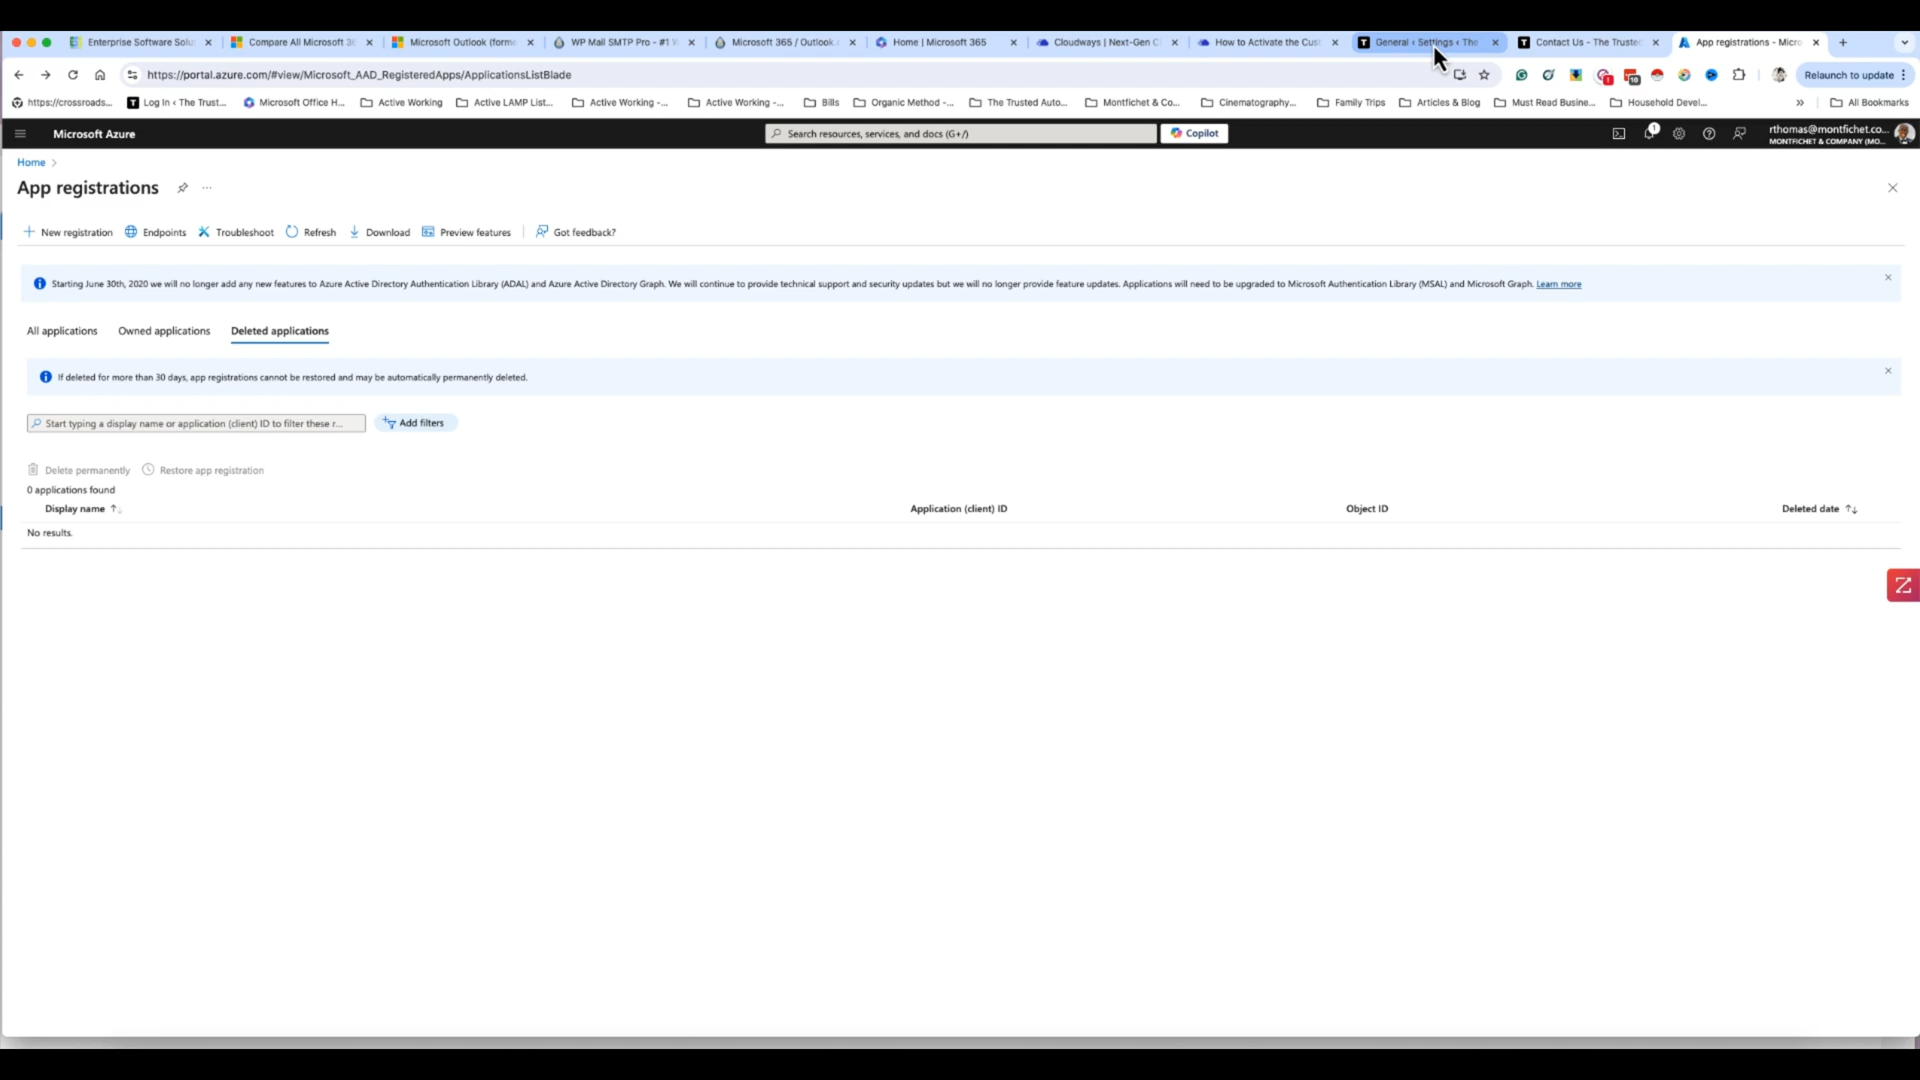 Enterprise Software Solu
Compare All Microsoft 36
Microsoft Outlook (forme
WP Mail SMTP Pro - #1 W
Microsoft 365 / Outlook.
Home | Microsoft 365
Cloudways | Next-Gen C
How to Activate the Cust
General ‹ Settings ‹ The
Contact Us - The Trusted
App registrations - Micro
https://portal.azure.com/#view/Microsoft_AAD_RegisteredApps/ApplicationsListBlade
Relaunch to update
https://crossroads...
Log In ‹ The Trust...
Microsoft Office H...
Active Working
Active LAMP List...
Active Working -...
Active Working -...
Bills
Organic Method -...
The Trusted Auto...
Montfichet & Co...
Cinematography...
Family Trips
Articles & Blog
Must Read Busine...
Household Devel...
»
All Bookmarks
Microsoft Azure
Search resources, services, and docs (G+/)
Copilot
1
rthomas@montfichet.co...
MONTFICHET & COMPANY (MO...
Home >
App registrations
...
New registration
Endpoints
Troubleshoot
Refresh
Download
Preview features
Got feedback?
Starting June 30th, 2020 we will no longer add any new features to Azure Active Directory Authentication Library (ADAL) and Azure Active Directory Graph. We will continue to provide technical support and security updates but we will no longer provide feature updates. Applications will need to be upgraded to Microsoft Authentication Library (MSAL) and Microsoft Graph. Learn more
All applications
Owned applications
Deleted applications
If deleted for more than 30 days, app registrations cannot be restored and may be automatically permanently deleted.
Start typing a display name or application (client) ID to filter these r...
Add filters
Delete permanently
Restore app registration
0 applications found
Display name ↑↓
Application (client) ID
Object ID
Deleted date ↑↓
No results.